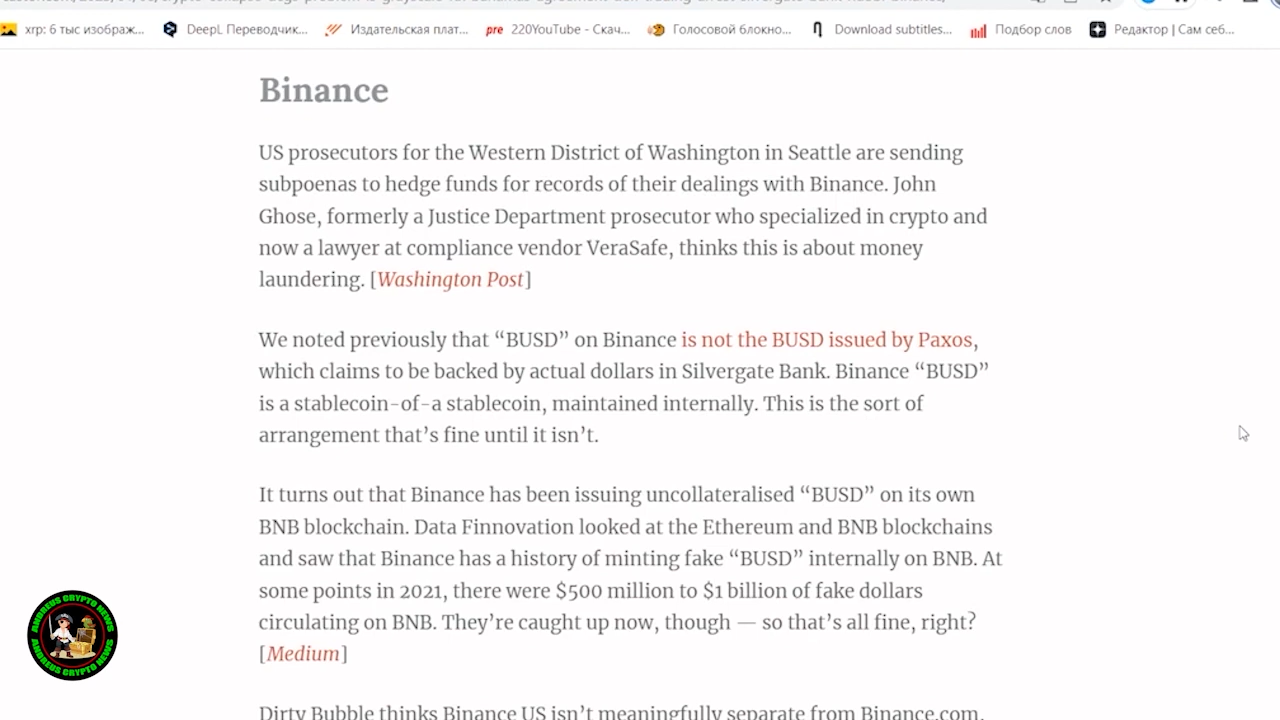 xrp: 6 тыс изображ... DeepL Переводчик... Издательская плат... pre 220YouTube - Скач... Голосовой блокно... Download subtitles... Подбор слов Редактор | Сам себ...
Binance
US prosecutors for the Western District of Washington in Seattle are sending
subpoenas to hedge funds for records of their dealings with Binance. John
Ghose, formerly a Justice Department prosecutor who specialized in crypto and
now a lawyer at compliance vendor VeraSafe, thinks this is about money
laundering. [Washington Post]
We noted previously that “BUSD” on Binance is not the BUSD issued by Paxos,
which claims to be backed by actual dollars in Silvergate Bank. Binance “BUSD”
is a stablecoin-of-a stablecoin, maintained internally. This is the sort of
arrangement that’s fine until it isn’t.
It turns out that Binance has been issuing uncollateralised “BUSD” on its own
BNB blockchain. Data Finnovation looked at the Ethereum and BNB blockchains
and saw that Binance has a history of minting fake “BUSD” internally on BNB. At
some points in 2021, there were $500 million to $1 billion of fake dollars
circulating on BNB. They’re caught up now, though — so that’s all fine, right?
[Medium]
ANDREUS CRYPTO NEWS
ANDREUS CRYPTO NEWS
Dirty Bubble thinks Binance US isn’t meaningfully separate from Binance.com.